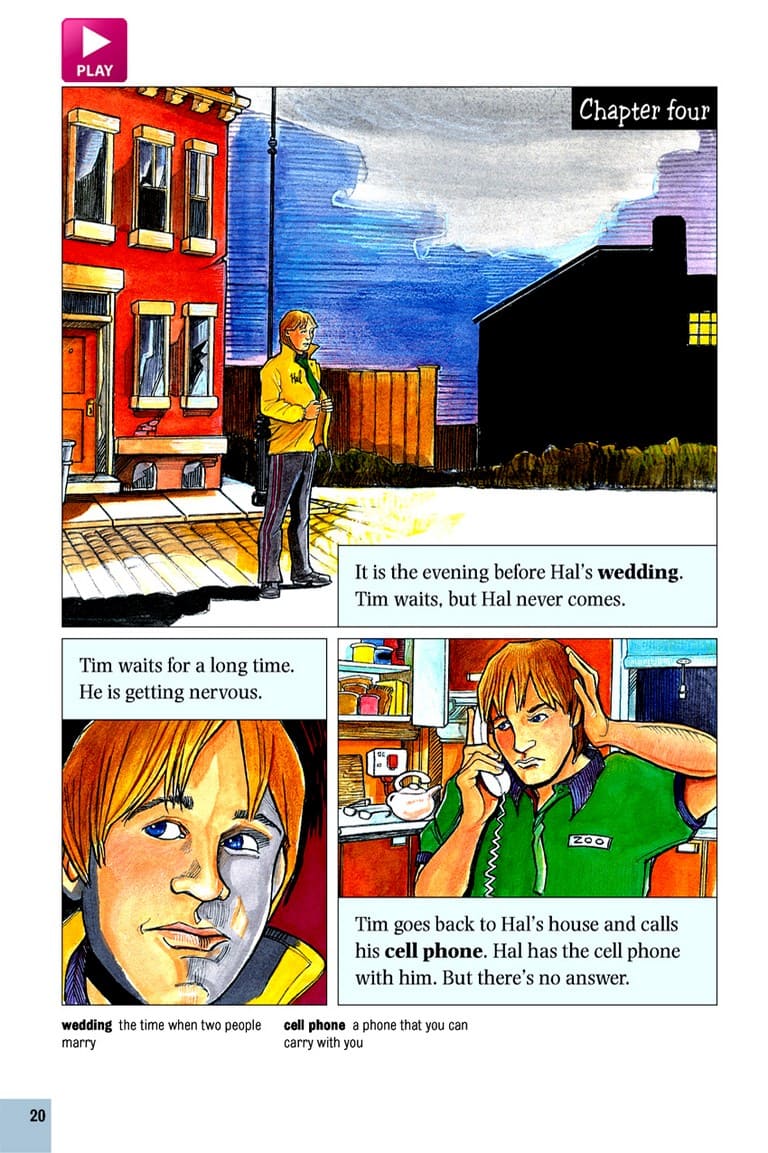 PLAY
Chapter four
Hal
It is the evening before Hal's wedding.
Tim waits, but Hal never comes.
Tim waits for a long time.
He is getting nervous.
ZOO
Tim goes back to Hal's house and calls
his cell phone. Hal has the cell phone
with him. But there's no answer.
wedding the time when two people
marry
cell phone a phone that you can
carry with you
20